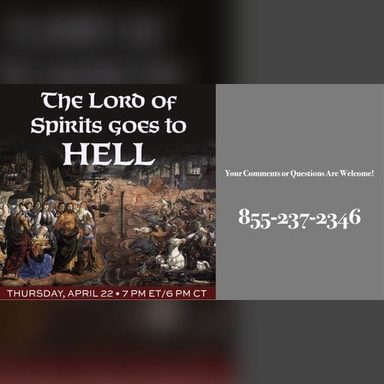 The Lord of
Spirits goes to
HELL
THURSDAY, APRIL 22 • 7 PM ET/6 PM CT
Your Comments or Questions Are Welcome!
855-237-2346